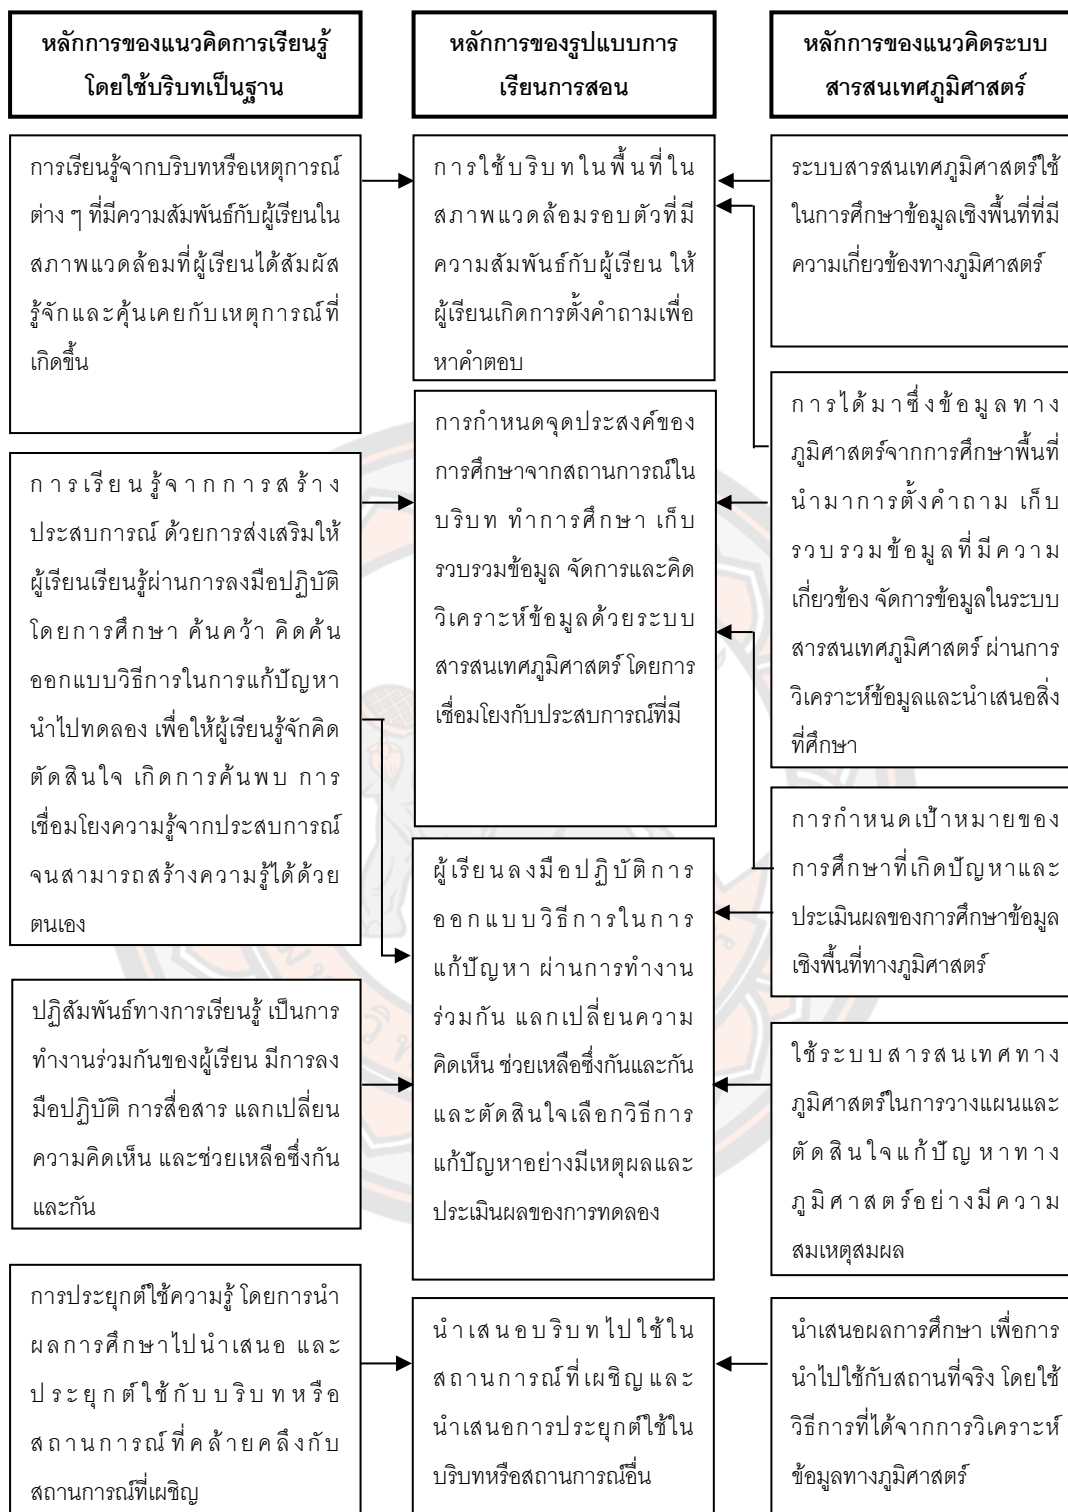 หลักการของแนวคิดการเรียนรู้
โดยใช้บริบทเป็นฐาน
หลักการของรูปแบบการ
เรียนการสอน
หลักการของแนวคิดระบบ
สารสนเทศภูมิศาสตร์
การเรียนรู้จากบริบทหรือเหตุการณ์
ต่าง ๆ ที่มีความสัมพันธ์กับผู้เรียนใน
สภาพแวดล้อมที่ผู้เรียนได้สัมผัส
รู้จักและคุ้นเคยกับเหตุการณ์ที่
เกิดขึ้น
การใช้บริบทในพื้นที่ใน
สภาพแวดล้อมรอบตัวที่มี
ความสัมพันธ์กับผู้เรียน ให้
ผู้เรียนเกิดการตั้งคำถามเพื่อ
หาคำตอบ
ระบบสารสนเทศภูมิศาสตร์ใช้
ในการศึกษาข้อมูลเชิงพื้นที่ที่มี
ความเกี่ยวข้องทางภูมิศาสตร์
การเรียนรู้จากการสร้าง
ประสบการณ์ ด้วยการส่งเสริมให้
ผู้เรียนเรียนรู้ผ่านการลงมือปฏิบัติ
โดยการศึกษา ค้นคว้า คิดค้น
ออกแบบวิธีการในการแก้ปัญหา
นำไปทดลอง เพื่อให้ผู้เรียนรู้จักคิด
ตัดสินใจ เกิดการค้นพบ การ
เชื่อมโยงความรู้จากประสบการณ์
จนสามารถสร้างความรู้ได้ด้วย
ตนเอง
การกำหนดจุดประสงค์ของ
การศึกษาจากสถานการณ์ใน
บริบท ทำการศึกษา เก็บ
รวบรวมข้อมูล จัดการและคิด
วิเคราะห์ข้อมูลด้วยระบบ
สารสนเทศภูมิศาสตร์ โดยการ
เชื่อมโยงกับประสบการณ์ที่มี
การได้มาซึ่งข้อมูลทาง
ภูมิศาสตร์จากการศึกษาพื้นที่
นำมาการตั้งคำถาม เก็บ
รวบรวมข้อมูลที่มีความ
เกี่ยวข้อง จัดการข้อมูลในระบบ
สารสนเทศภูมิศาสตร์ ผ่านการ
วิเคราะห์ข้อมูลและนำเสนอสิ่ง
ที่ศึกษา
การกำหนดเป้าหมายของ
การศึกษาที่เกิดปัญหาและ
ประเมินผลของการศึกษาข้อมูล
เชิงพื้นที่ทางภูมิศาสตร์
ปฏิสัมพันธ์ทางการเรียนรู้ เป็นการ
ทำงานร่วมกันของผู้เรียน มีการลง
มือปฏิบัติ การสื่อสาร แลกเปลี่ยน
ความคิดเห็น และช่วยเหลือซึ่งกัน
และกัน
ผู้เรียนลงมือปฏิบัติการ
ออกแบบวิธีการในการ
แก้ปัญหา ผ่านการทำงาน
ร่วมกัน แลกเปลี่ยนความ
คิดเห็น ช่วยเหลือซึ่งกันและกัน
และตัดสินใจเลือกวิธีการ
แก้ปัญหาอย่างมีเหตุผลและ
ประเมินผลของการทดลอง
ใช้ระบบสารสนเทศทาง
ภูมิศาสตร์ในการวางแผนและ
ตัดสินใจแก้ปัญหาทาง
ภูมิศาสตร์อย่างมีความ
สมเหตุสมผล
การประยุกต์ใช้ความรู้ โดยการนำ
ผลการศึกษาไปนำเสนอ และ
ประยุกต์ใช้กับบริบทหรือ
สถานการณ์ที่คล้ายคลึงกับ
สถานการณ์ที่เผชิญ
นำเสนอบริบทไปใช้ใน
สถานการณ์ที่เผชิญ และ
นำเสนอการประยุกต์ใช้ใน
บริบทหรือสถานการณ์อื่น
นำเสนอผลการศึกษา เพื่อการ
นำไปใช้กับสถานที่จริง โดยใช้
วิธีการที่ได้จากการวิเคราะห์
ข้อมูลทางภูมิศาสตร์